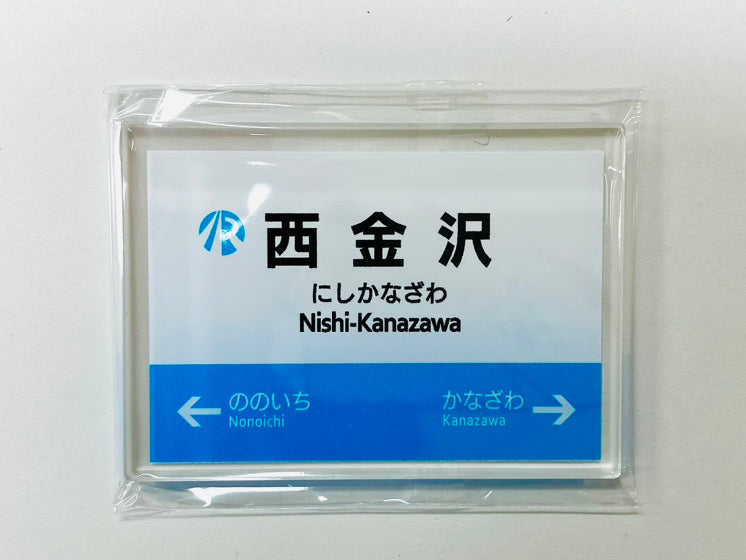 西金沢
にしかなざわ
Nishi-Kanazawa
← ののいち かなざわ →
Nonoichi Kanazawa